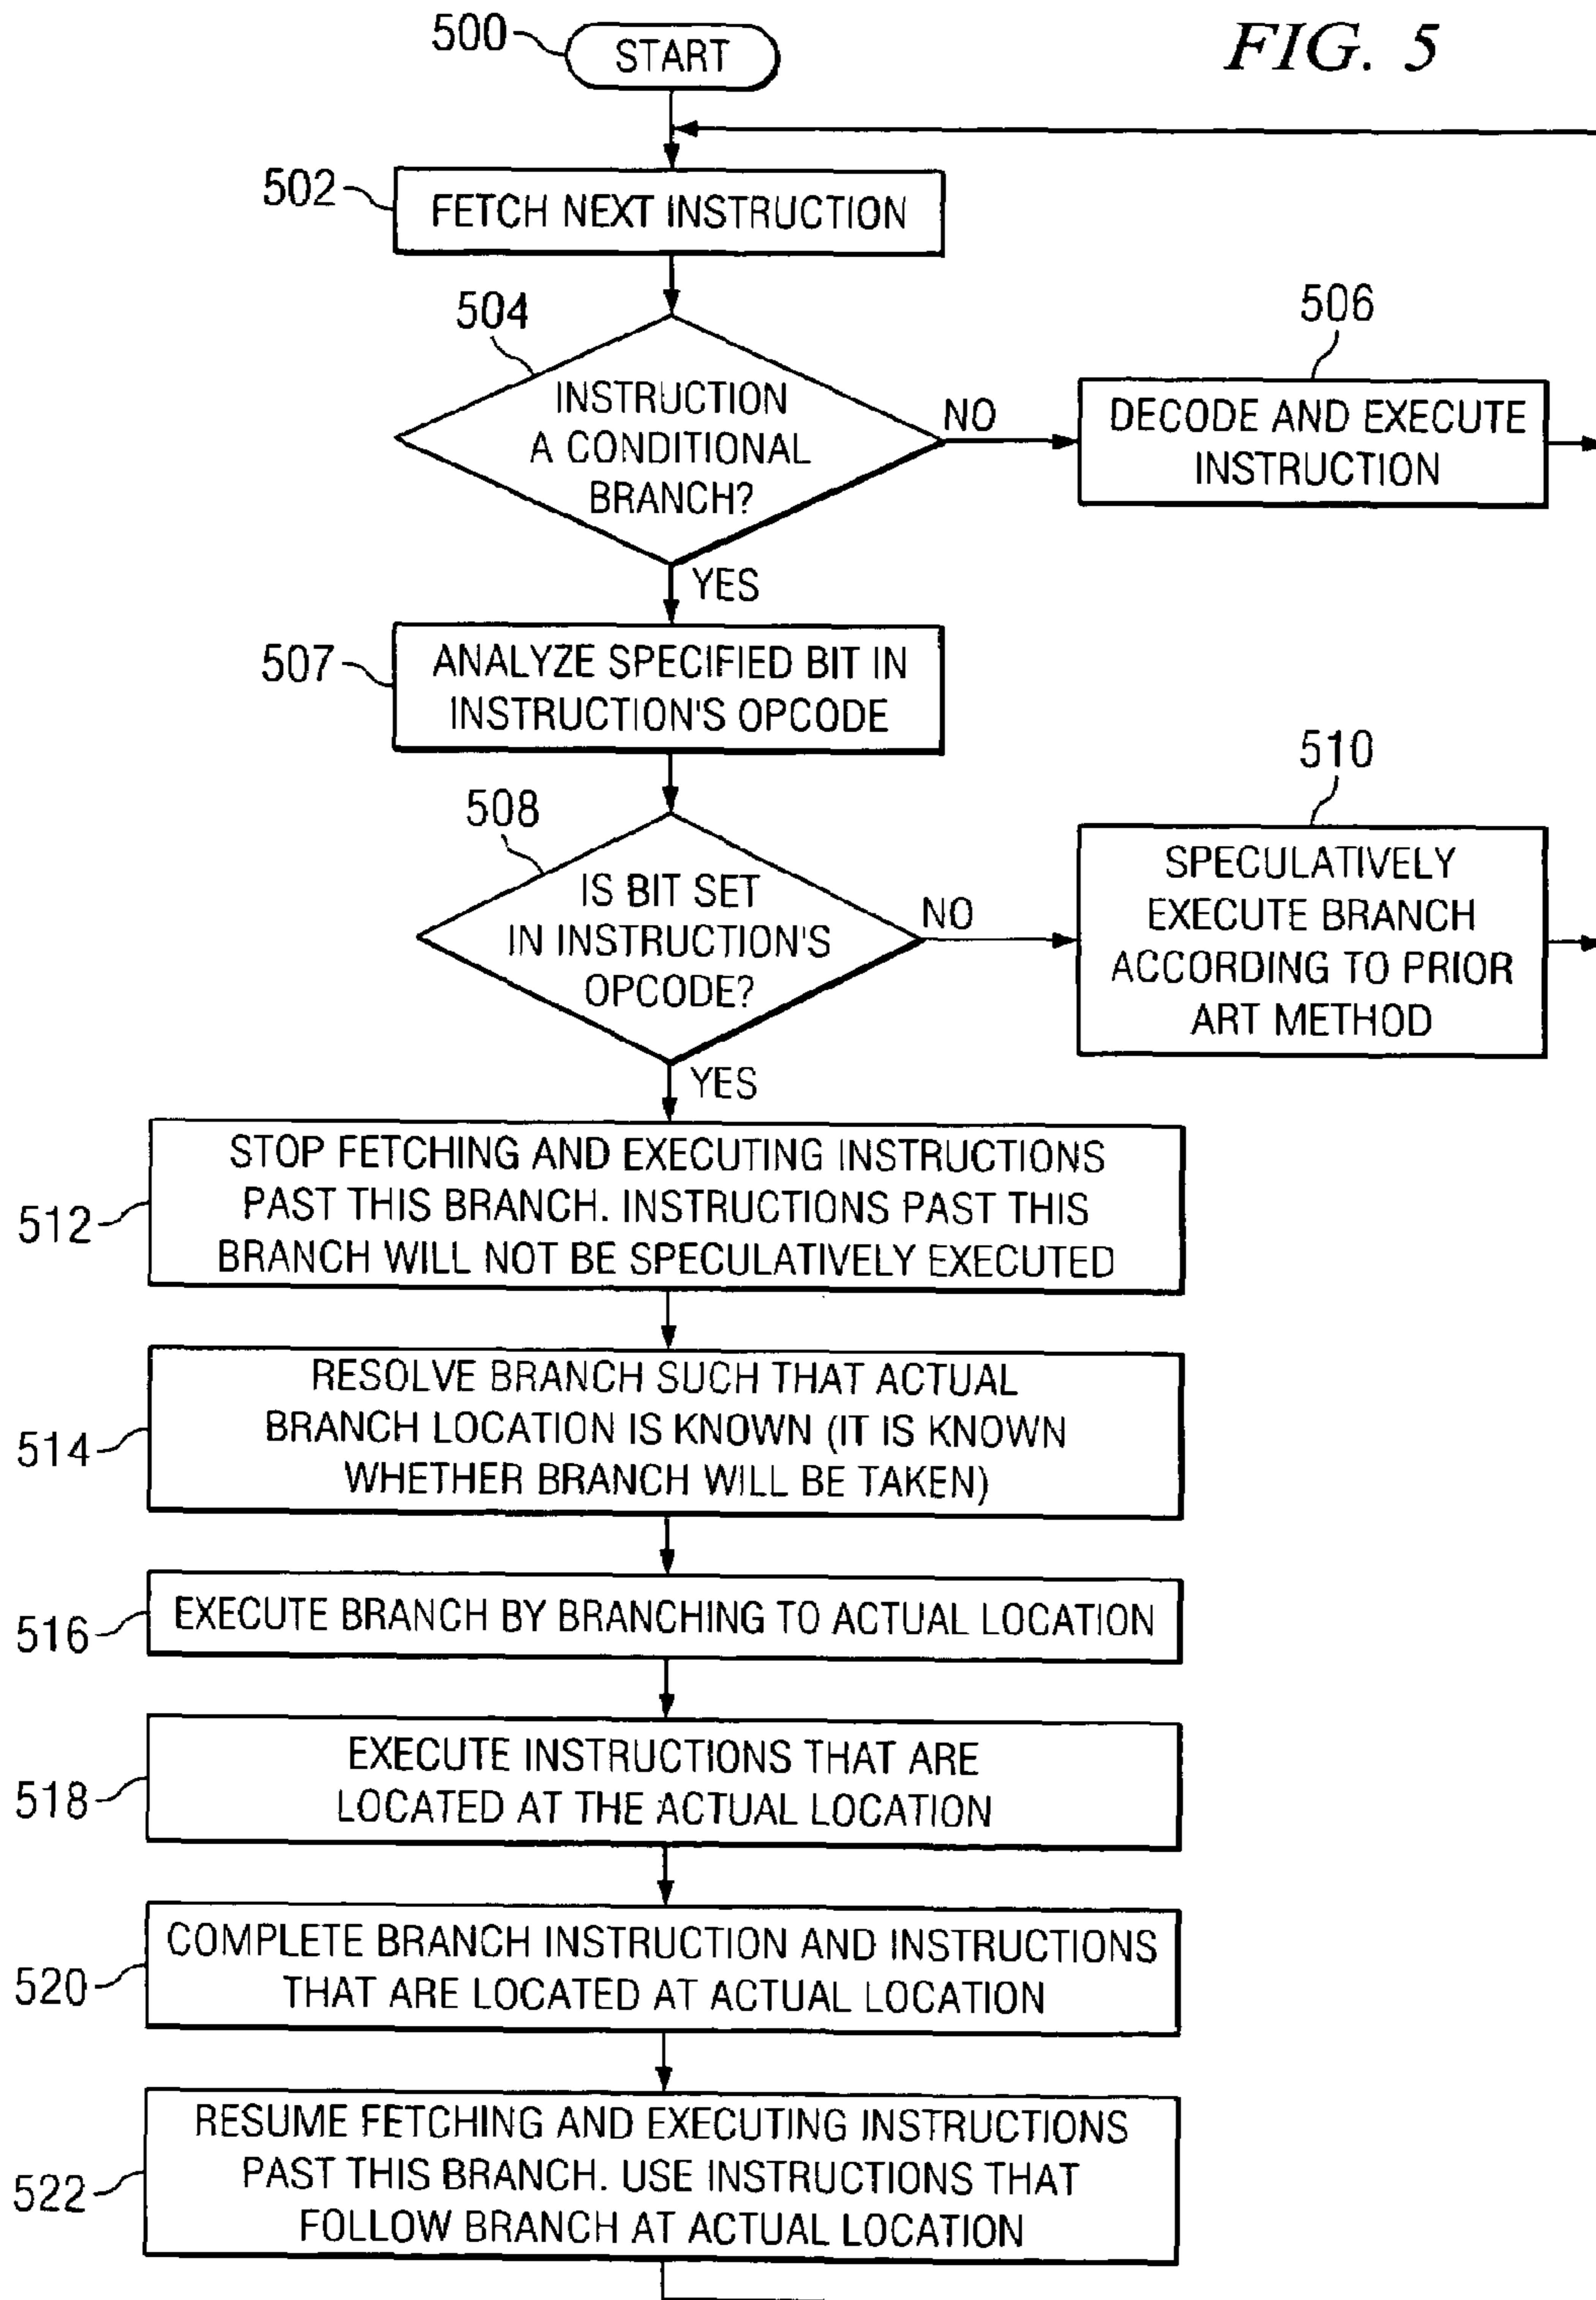 FIG. 5
500
START
502
FETCH NEXT INSTRUCTION
504
INSTRUCTION
A CONDITIONAL
BRANCH?
NO
506
DECODE AND EXECUTE
INSTRUCTION
YES
507
ANALYZE SPECIFIED BIT IN
INSTRUCTION'S OPCODE
508
IS BIT SET
IN INSTRUCTION'S
OPCODE?
NO
510
SPECULATIVELY
EXECUTE BRANCH
ACCORDING TO PRIOR
ART METHOD
YES
512
STOP FETCHING AND EXECUTING INSTRUCTIONS
PAST THIS BRANCH. INSTRUCTIONS PAST THIS
BRANCH WILL NOT BE SPECULATIVELY EXECUTED
514
RESOLVE BRANCH SUCH THAT ACTUAL
BRANCH LOCATION IS KNOWN (IT IS KNOWN
WHETHER BRANCH WILL BE TAKEN)
516
EXECUTE BRANCH BY BRANCHING TO ACTUAL LOCATION
518
EXECUTE INSTRUCTIONS THAT ARE
LOCATED AT THE ACTUAL LOCATION
520
COMPLETE BRANCH INSTRUCTION AND INSTRUCTIONS
THAT ARE LOCATED AT ACTUAL LOCATION
522
RESUME FETCHING AND EXECUTING INSTRUCTIONS
PAST THIS BRANCH. USE INSTRUCTIONS THAT
FOLLOW BRANCH AT ACTUAL LOCATION